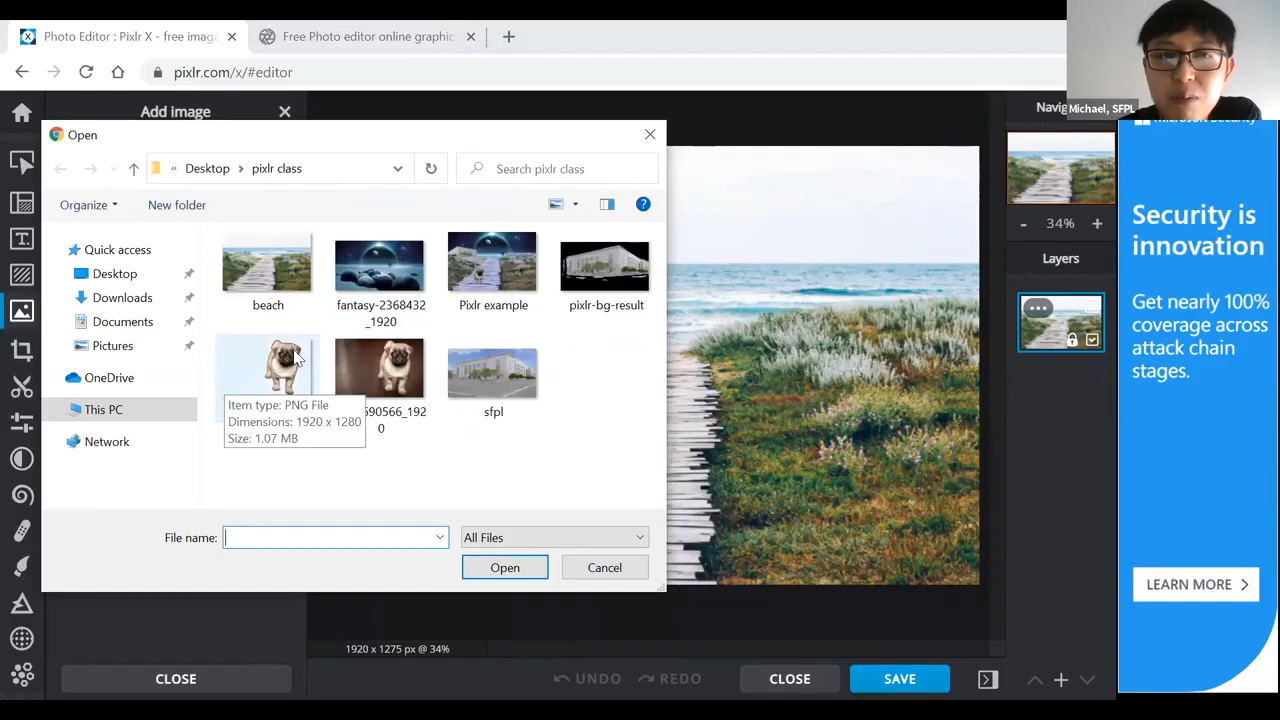 Photo Editor : Pixlr X - free image
Free Photo editor online graphic
pixlr.com/x/#editor
Michael, SFPL
Add image
Open
« Desktop > pixlr class
Search pixlr class
Organize
New folder
Quick access
Desktop
Downloads
Documents
Pictures
OneDrive
This PC
Network
beach
fantasy-2368432
_1920
Pixlr example
pixlr-bg-result
690566_192
0
sfpl
Item type: PNG File
Dimensions: 1920 x 1280
Size: 1.07 MB
File name:
All Files
Open
Cancel
1920 x 1275 px @ 34%
CLOSE
UNDO
REDO
CLOSE
SAVE
Navig
- 34% +
Layers
Microsoft Security
Security is
innovation
Get nearly 100%
coverage across
attack chain
stages.
LEARN MORE >